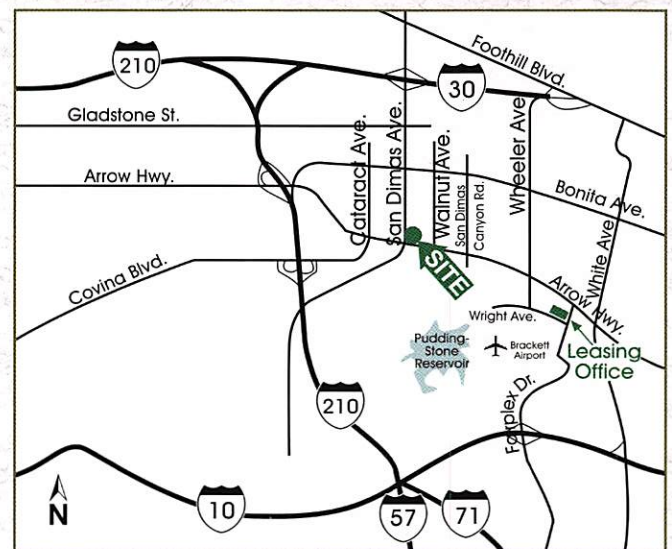 Foothill Blvd.
210
30
Gladstone St.
Cataract Ave.
San Dimas Ave.
Walnut Ave.
San Dimas
Canyon Rd.
Wheeler Ave
Arrow Hwy.
Bonita Ave.
White Ave.
Covina Blvd.
SITE
Arrow Hwy.
Wright Ave.
Pudding-
Stone
Reservoir
Brackett
Airport
Leasing
Office
Fairplex Dr.
210
N
10
57
71